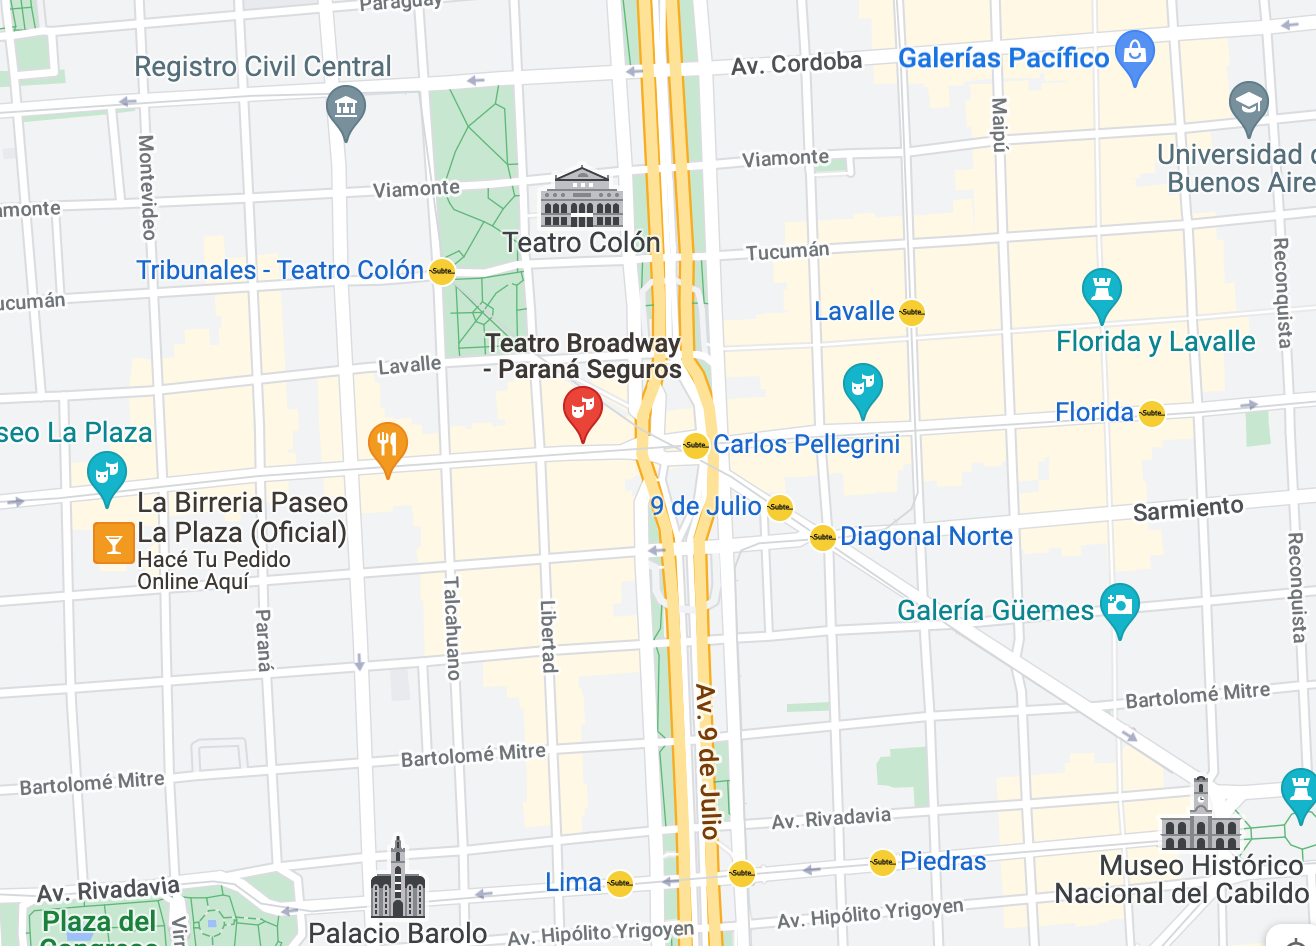 Paraguay
Av. Cordoba
Galerías Pacífico
Registro Civil Central
Maipú
Montevideo
Viamonte
Universidad d
Buenos Aire
Viamonte
amonte
Teatro Colón
Tucumán
Reconquista
Tribunales - Teatro Colón
Subte
ucumán
Lavalle
Subte
Florida y Lavalle
Teatro Broadway
- Paraná Seguros
Lavalle
Florida
Subte
seo La Plaza
Subte
Carlos Pellegrini
La Birreria Paseo
La Plaza (Oficial)
Hacé Tu Pedido
Online Aquí
9 de Julio
Subte
Sarmiento
Subte
Diagonal Norte
Reconquista
Talcahuano
Libertad
Paraná
Galería Güemes
Av. 9 de Julio
Bartolomé Mitre
Bartolomé Mitre
Bartolomé Mitre
Av. Rivadavia
Subte
Piedras
Museo Histórico
Nacional del Cabildo
Lima
Subte
Subte
Av. Rivadavia
Plaza del
Congreso
Virr
Palacio Barolo
Av. Hipólito Yrigoyen
Av. Hipólito Yrigoyen